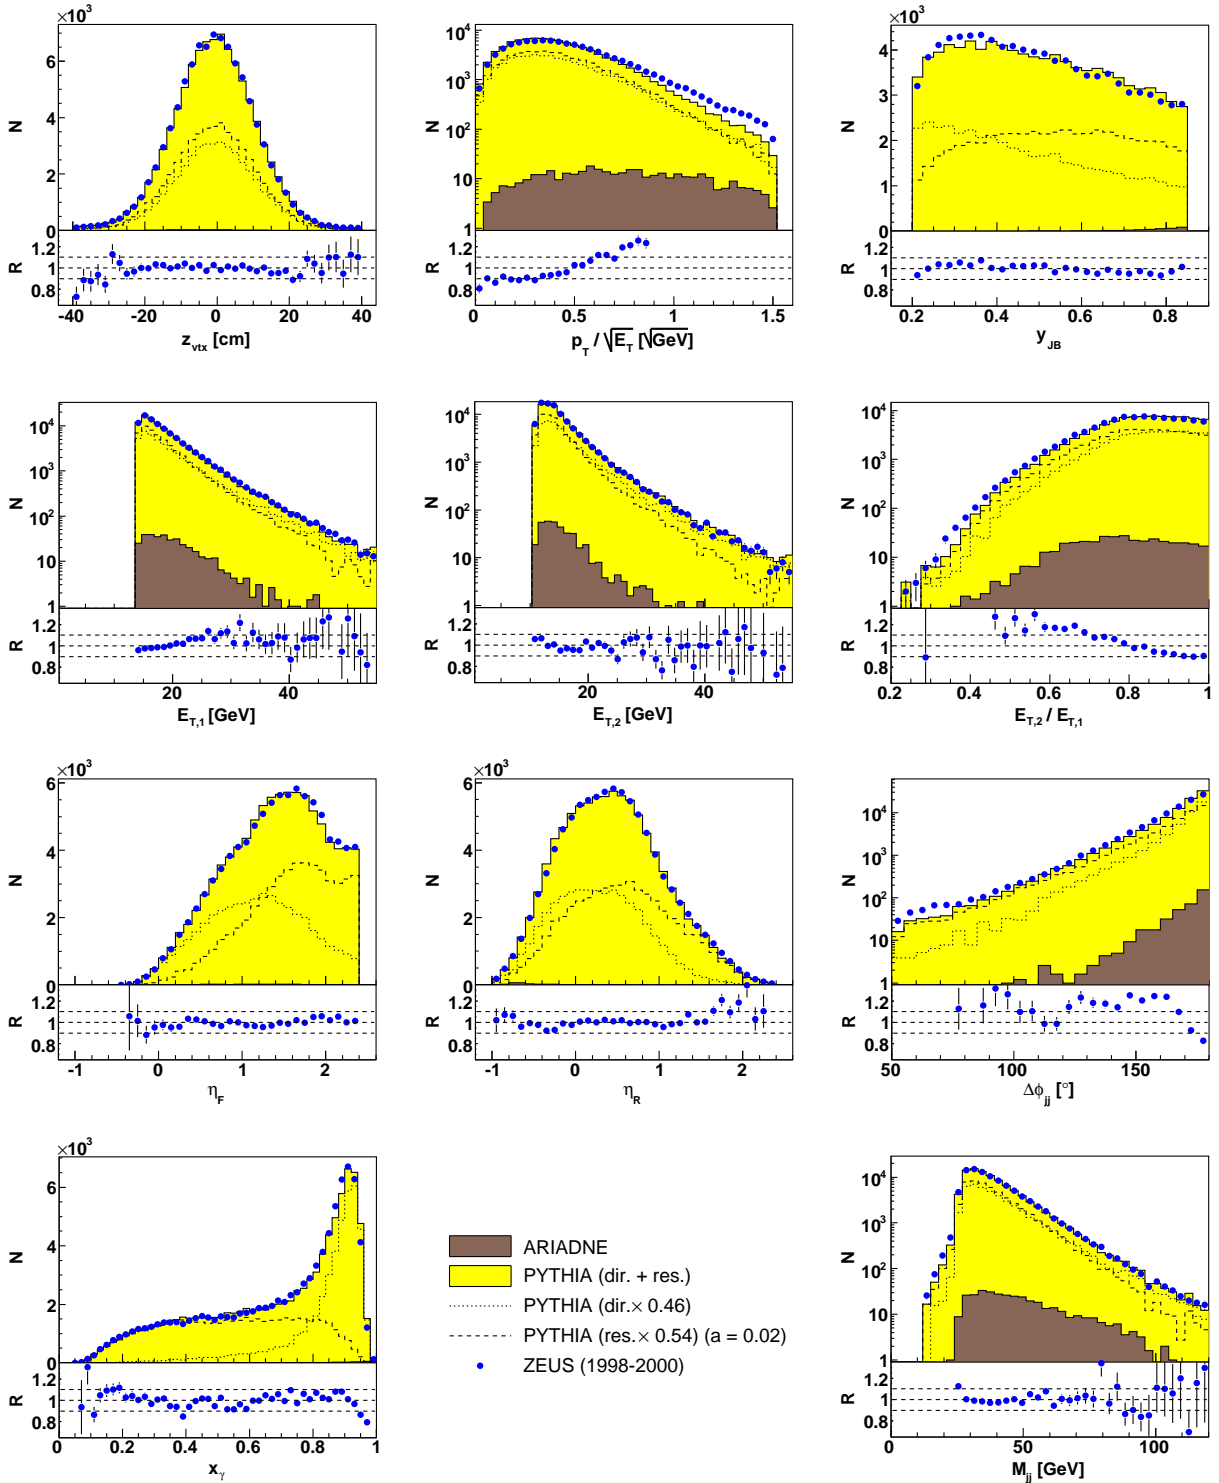 ×10³ ×10³
N 6 4 2 0
R 1.2 1 0.8
-40 -20 0 20 40
z_vtx [cm]
N 10⁴ 10³ 10² 10 1
R 1.2 1 0.8
0 0.5 1 1.5
p_T / √E_T [√GeV]
N 4 3 2 1 0
R 1.2 1 0.8
0.2 0.4 0.6 0.8
y_JB
N 10⁴ 10³ 10² 10 1
R 1.2 1 0.8
20 40
E_T,1 [GeV]
N 10⁴ 10³ 10² 10 1
R 1.2 1 0.8
20 40
E_T,2 [GeV]
N 10⁴ 10³ 10² 10 1
R 1.2 1 0.8
0.2 0.4 0.6 0.8 1
E_T,2 / E_T,1
×10³ ×10³
N 6 4 2 0
R 1.2 1 0.8
-1 0 1 2
η_F
N 6 4 2 0
R 1.2 1 0.8
-1 0 1 2
η_R
N 10⁴ 10³ 10² 10 1
R 1.2 1 0.8
50 100 150
Δϕ_jj [°]
×10³
N 6 4 2 0
R 1.2 1 0.8
0 0.2 0.4 0.6 0.8 1
x_γ
ARIADNE
PYTHIA (dir. + res.)
PYTHIA (dir.× 0.46)
PYTHIA (res.× 0.54) (a = 0.02)
ZEUS (1998-2000)
N 10⁴ 10³ 10² 10 1
R 1.2 1 0.8
0 50 100
M_jj [GeV]